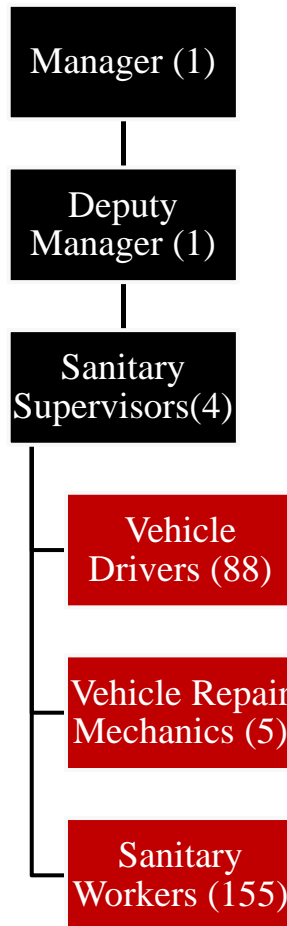 Manager (1)
Deputy
Manager (1)
Sanitary
Supervisors(4)
Vehicle
Drivers (88)
Vehicle Repair
Mechanics (5)
Sanitary
Workers (155)